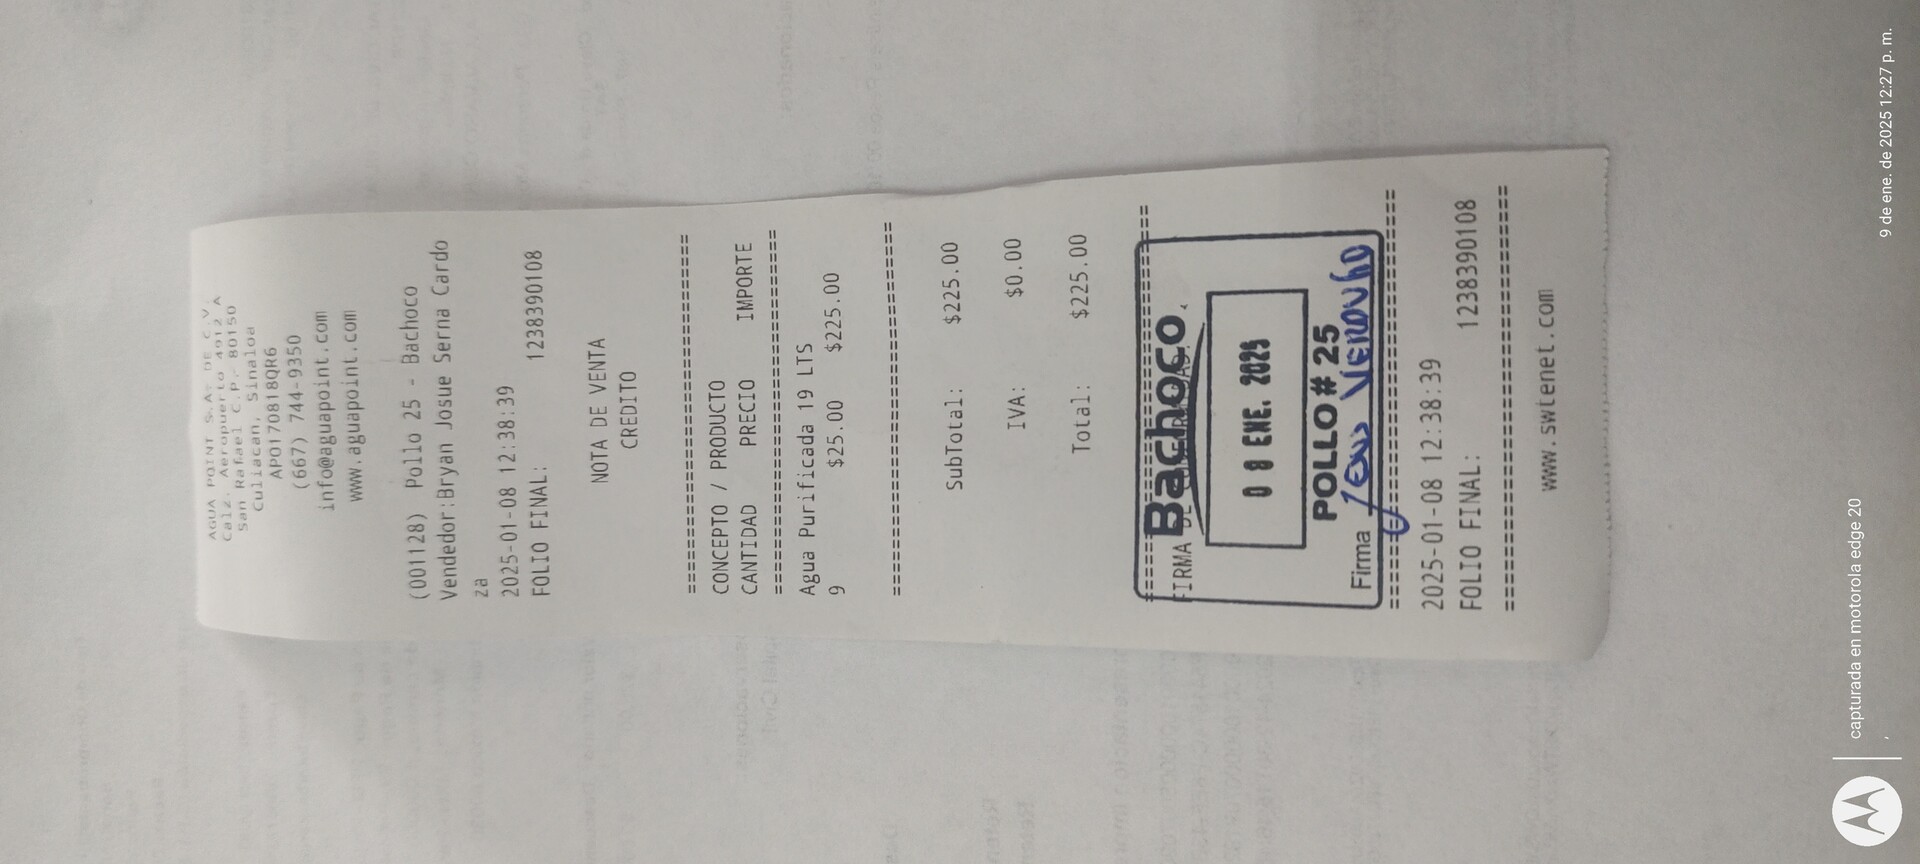 AGUA POINT S.A. DE C.V.
Calz. Aeropuerto 4912 A
San Rafael C.P. 80150
Culiacan, Sinaloa
APO170818QR6
(667) 744-9350
info@aguapoint.com
www.aguapoint.com
(001128) Pollo 25 - Bachoco
Vendedor:Bryan Josue Serna Cardo
za
2025-01-08 12:38:39
FOLIO FINAL: 1238390108
NOTA DE VENTA
CREDITO
================================
CONCEPTO / PRODUCTO
CANTIDAD PRECIO IMPORTE
================================
Agua Purificada 19 LTS
9 $25.00 $225.00
================================
SubTotal: $225.00
IVA: $0.00
Total: $225.00
================================
FIRMA DE
Bachoco
08 ENE. 2025
POLLO # 25
Firma
================================
2025-01-08 12:38:39
FOLIO FINAL: 1238390108
================================
www.swtenet.com
capturada en motorola edge 20
9 de ene. de 2025 12:27 p. m.